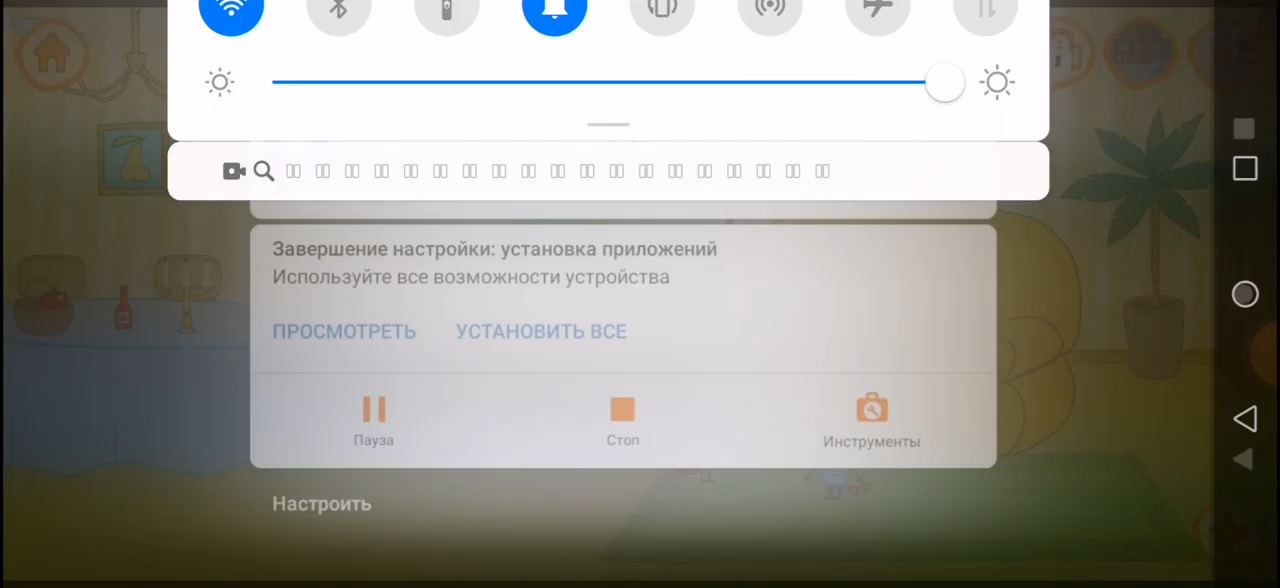 Завершение настройки: установка приложений
Используйте все возможности устройства
ПРОСМОТРЕТЬ УСТАНОВИТЬ ВСЕ
Пауза Стоп Инструменты
Настроить